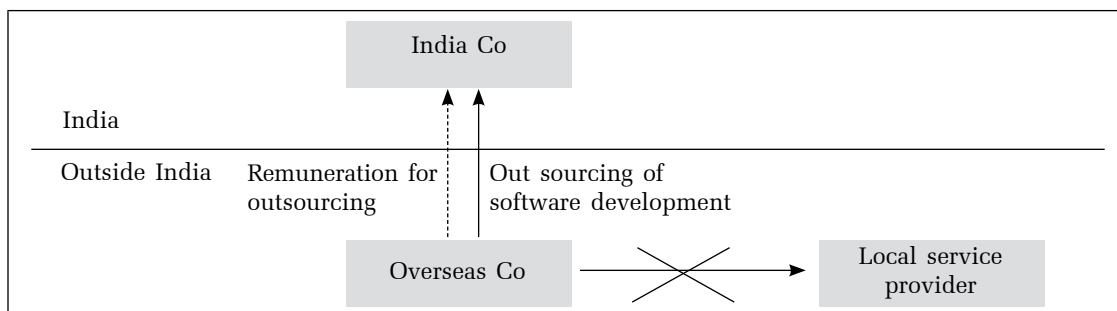 India Co
India
Outside India
Remuneration for
outsourcing
Out sourcing of
software development
Overseas Co
Local service
provider